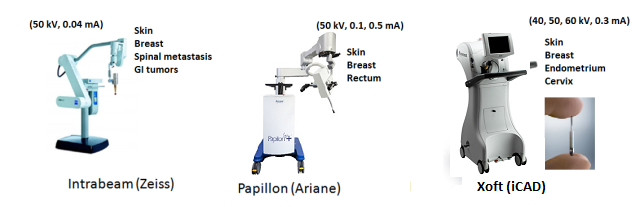 (50 kV, 0.04 mA)
Skin
Breast
Spinal metastasis
GI tumors
Intrabeam (Zeiss)
(50 kV, 0.1, 0.5 mA)
Skin
Breast
Rectum
Papillon+
Papillon (Ariane)
(40, 50, 60 kV, 0.3 mA)
Skin
Breast
Endometrium
Cervix
Xoft (iCAD)